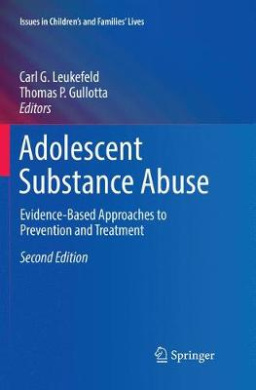 Issues in Children's and Families' Lives
Carl G. Leukefeld
Thomas P. Gullotta
Editors
Adolescent
Substance Abuse
Evidence-Based Approaches to
Prevention and Treatment
Second Edition
Springer